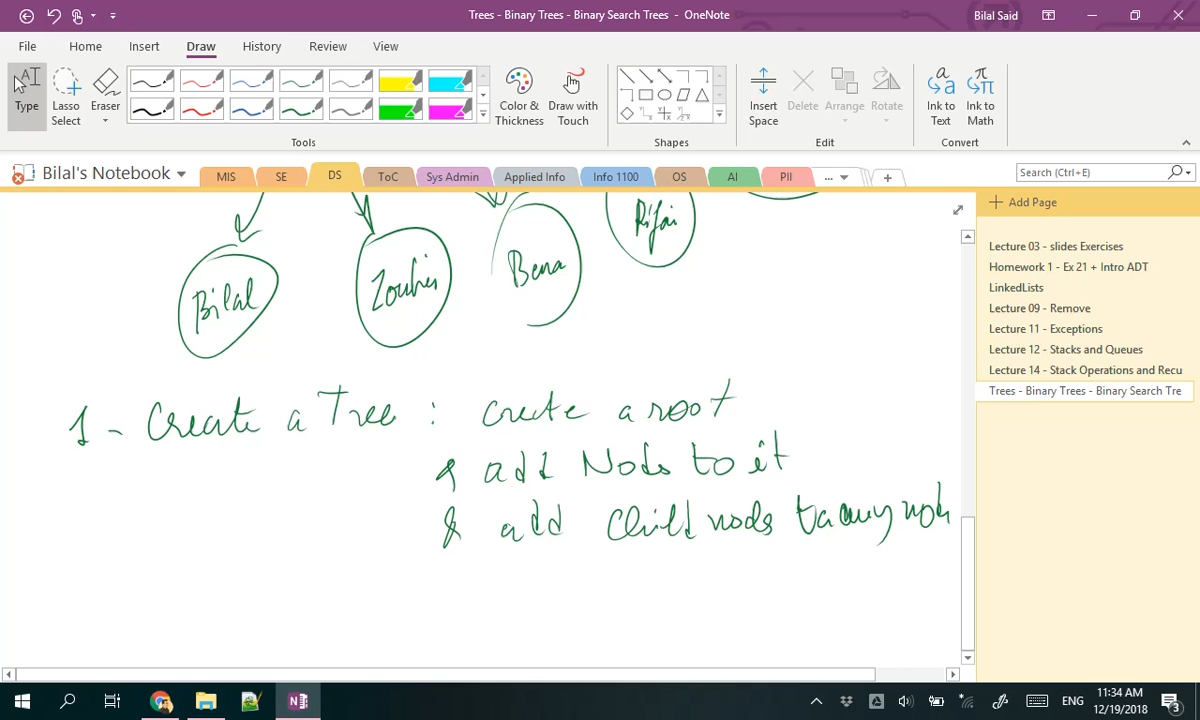 Trees - Binary Trees - Binary Search Trees - OneNote
Bilal Said
File Home Insert Draw History Review View
Type
Lasso Select
Eraser
Color & Thickness
Draw with Touch
Insert Space
Delete
Arrange
Rotate
Ink to Text
Ink to Math
Tools
Shapes
Edit
Convert
Bilal's Notebook
MIS SE DS ToC Sys Admin Applied Info Info 1100 OS AI PII ...
Search (Ctrl+E)
Add Page
Lecture 03 - slides Exercises
Homework 1 - Ex 21 + Intro ADT
LinkedLists
Lecture 09 - Remove
Lecture 11 - Exceptions
Lecture 12 - Stacks and Queues
Lecture 14 - Stack Operations and Recu
Trees - Binary Trees - Binary Search Tre
Bilal
Zouhir
Rifai
1 - Create a Tree : create a root
& add Nods to it
& add child nods to any node
ENG
11:34 AM
12/19/2018
3